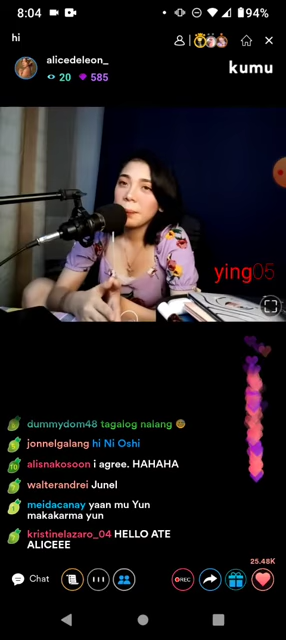 8:04
94%
hi
alicedeleon_
20 585
kumu
ying05
dummydom48 tagalog nalang
jonnelgalang hi Ni Oshi
alisnakosoon i agree. HAHAHA
walterandrei Junel
meidacanay yaan mu Yun
makakarma yun
kristinelazaro_04 HELLO ATE
ALICEEE
25.48K
Chat
REC